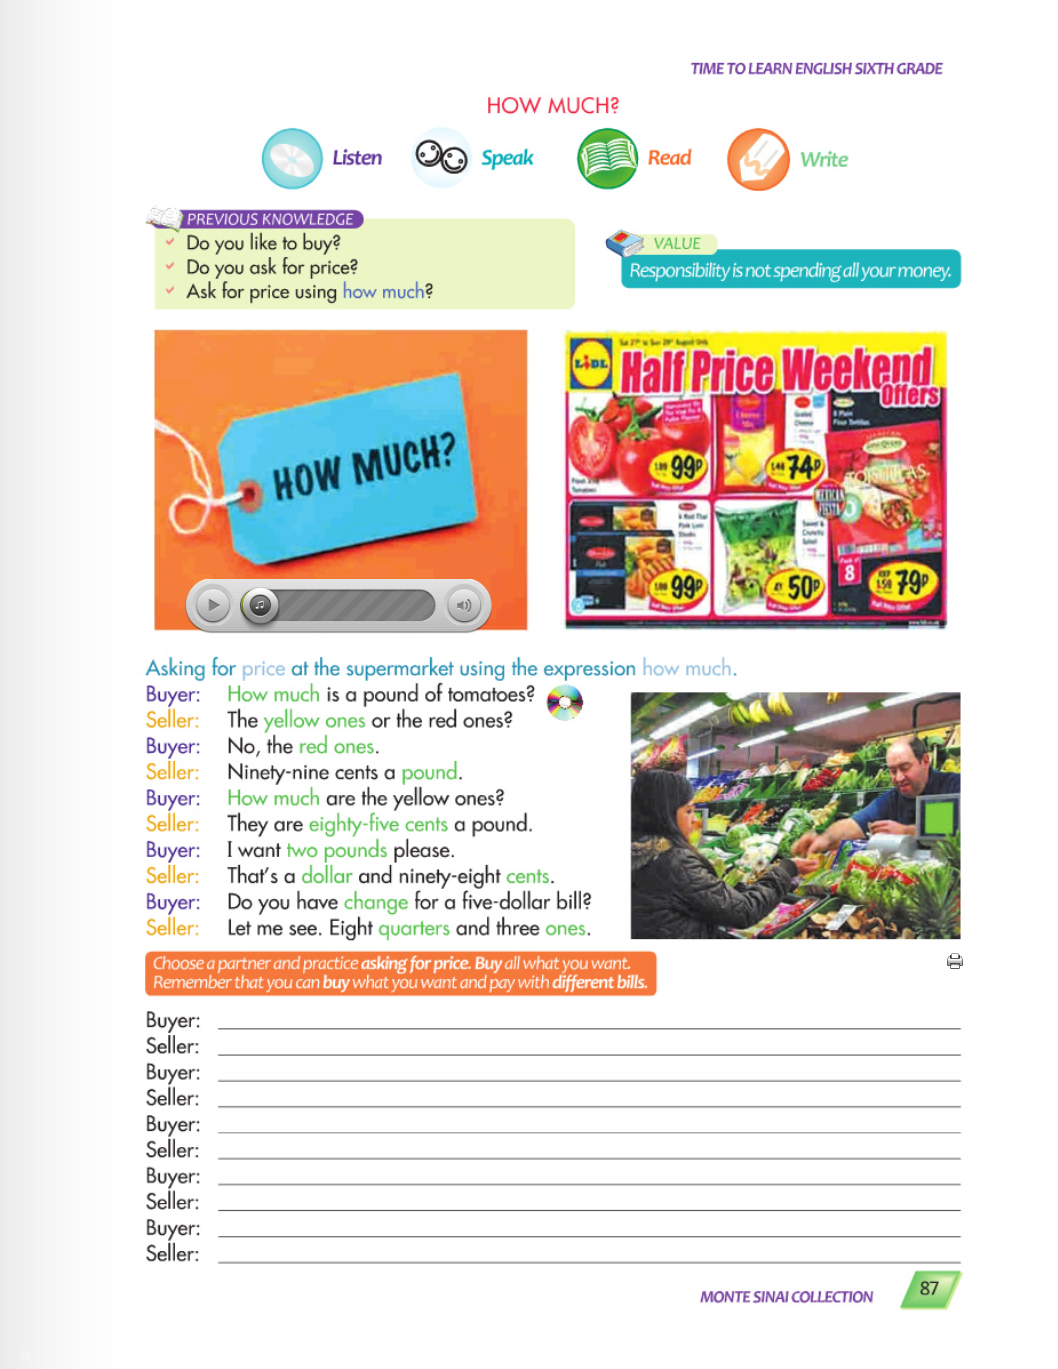 TIME TO LEARN ENGLISH SIXTH GRADE
HOW MUCH?
Listen Speak Read Write
PREVIOUS KNOWLEDGE
Do you like to buy?
Do you ask for price?
Ask for price using how much?
VALUE
Responsibility is not spending all your money.
HOW MUCH?
Sat 27th to Sun 28th August Only
LIDL
Half Price Weekend
Offers
99p
74p
99p
50p
8
79p
Asking for price at the supermarket using the expression how much.
Buyer: How much is a pound of tomatoes?
Seller: The yellow ones or the red ones?
Buyer: No, the red ones.
Seller: Ninety-nine cents a pound.
Buyer: How much are the yellow ones?
Seller: They are eighty-five cents a pound.
Buyer: I want two pounds please.
Seller: That's a dollar and ninety-eight cents.
Buyer: Do you have change for a five-dollar bill?
Seller: Let me see. Eight quarters and three ones.
Choose a partner and practice asking for price. Buy all what you want.
Remember that you can buy what you want and pay with different bills.
Buyer:
Seller:
Buyer:
Seller:
Buyer:
Seller:
Buyer:
Seller:
Buyer:
Seller:
MONTE SINAI COLLECTION
87